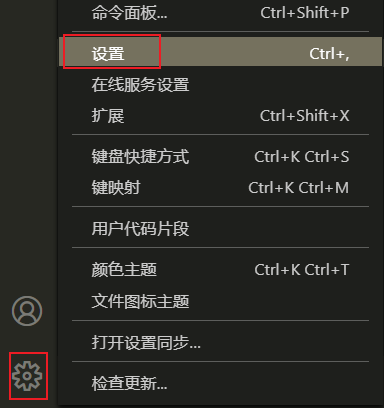 命令面板... Ctrl+Shift+P
设置 Ctrl+,
在线服务设置
扩展 Ctrl+Shift+X
键盘快捷方式 Ctrl+K Ctrl+S
键映射 Ctrl+K Ctrl+M
用户代码片段
颜色主题 Ctrl+K Ctrl+T
文件图标主题
打开设置同步...
检查更新...